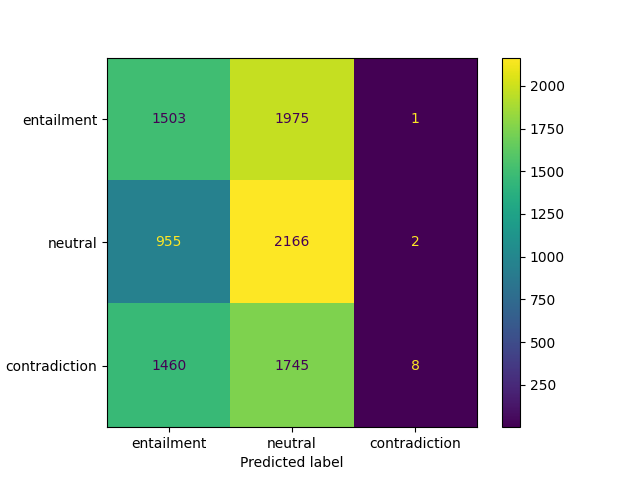 entailment 1503 1975 1
neutral 955 2166 2
contradiction 1460 1745 8
entailment neutral contradiction
Predicted label
2000
1750
1500
1250
1000
750
500
250